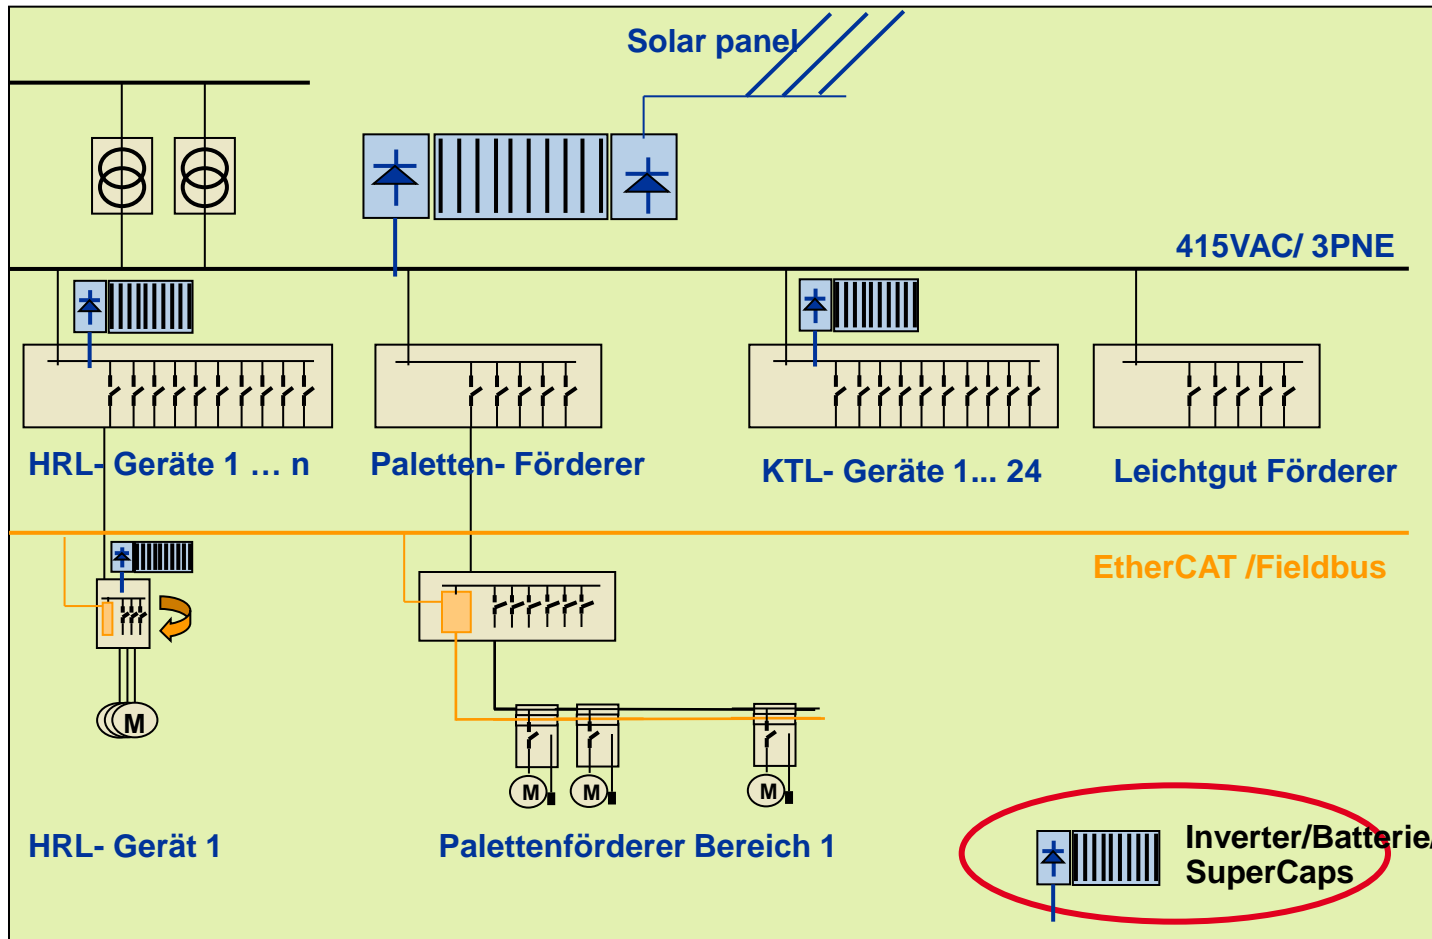 Solar panel
415VAC/ 3PNE
HRL- Geräte 1 … n
Paletten- Förderer
KTL- Geräte 1... 24
Leichtgut Förderer
EtherCAT /Fieldbus
M
M
M
M
HRL- Gerät 1
Palettenförderer Bereich 1
Inverter/Batterie/
SuperCaps